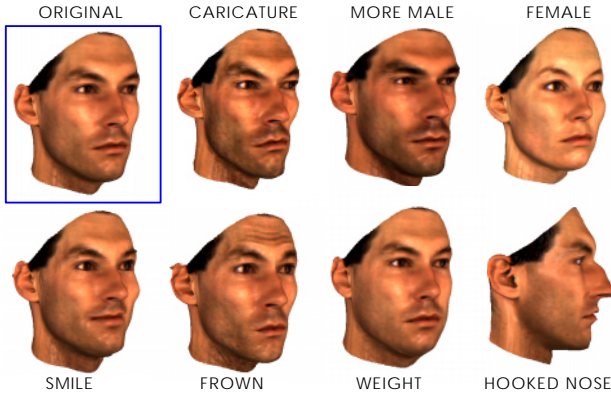 ORIGINAL
CARICATURE
MORE MALE
FEMALE
SMILE
FROWN
WEIGHT
HOOKED NOSE